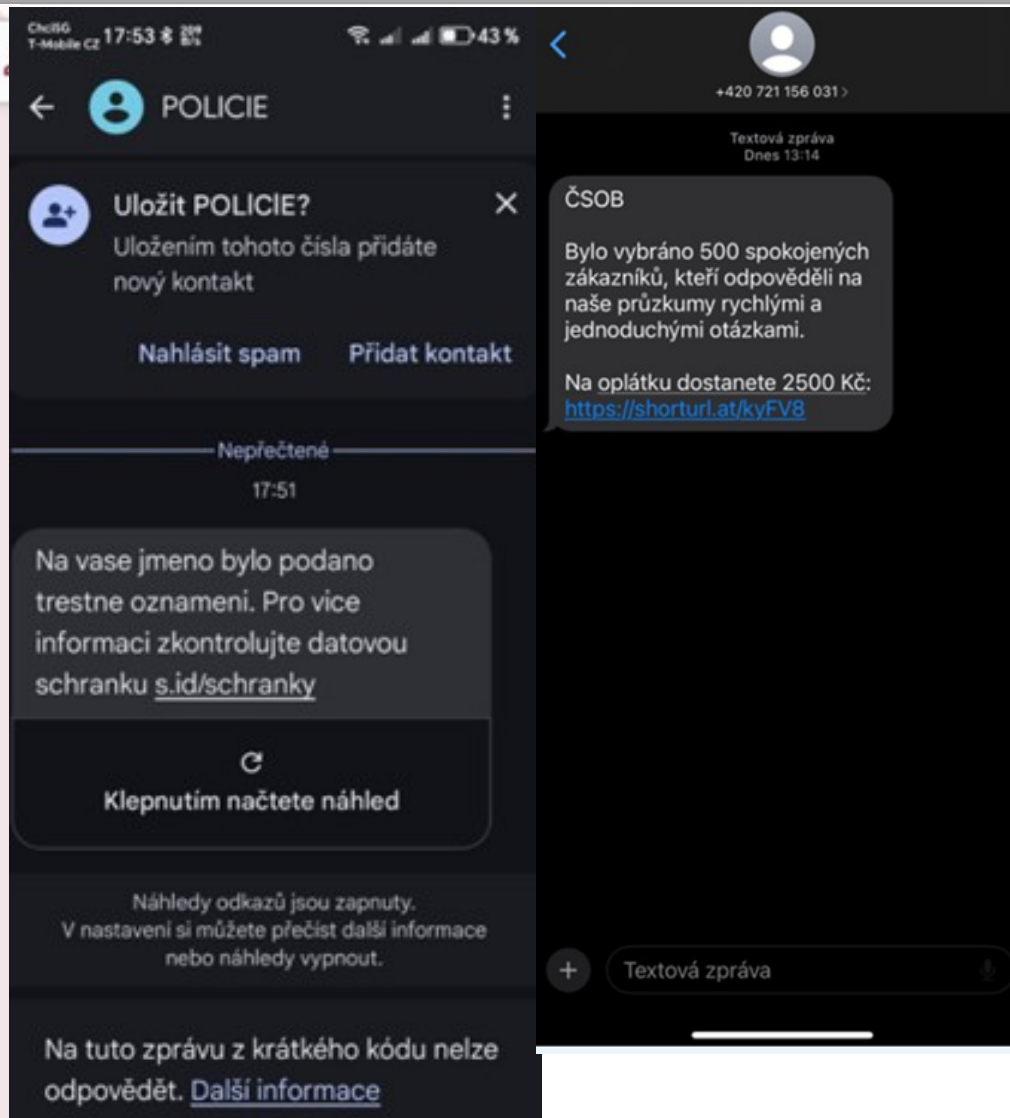 Chci5G
T-Mobile CZ 17:53
43 %
POLICIE
Uložit POLICIE?
Uložením tohoto čísla přidáte
nový kontakt
Nahlásit spam Přidat kontakt
Nepřečtené
17:51
Na vase jmeno bylo podano
trestne oznameni. Pro vice
informaci zkontrolujte datovou
schranku s.id/schranky
Klepnutím načtete náhled
Náhledy odkazů jsou zapnuty.
V nastavení si můžete přečíst další informace
nebo náhledy vypnout.
Na tuto zprávu z krátkého kódu nelze
odpovědět. Další informace
+420 721 156 031
Textová zpráva
Dnes 13:14
ČSOB
Bylo vybráno 500 spokojených
zákazníků, kteří odpověděli na
naše průzkumy rychlými a
jednoduchými otázkami.
Na oplátku dostanete 2500 Kč:
https://shorturl.at/kyFV8
Textová zpráva